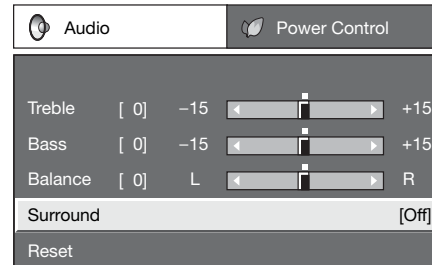 Audio Power Control
Treble [ 0] −15 +15
Bass [ 0] −15 +15
Balance [ 0] L R
Surround [Off]
Reset